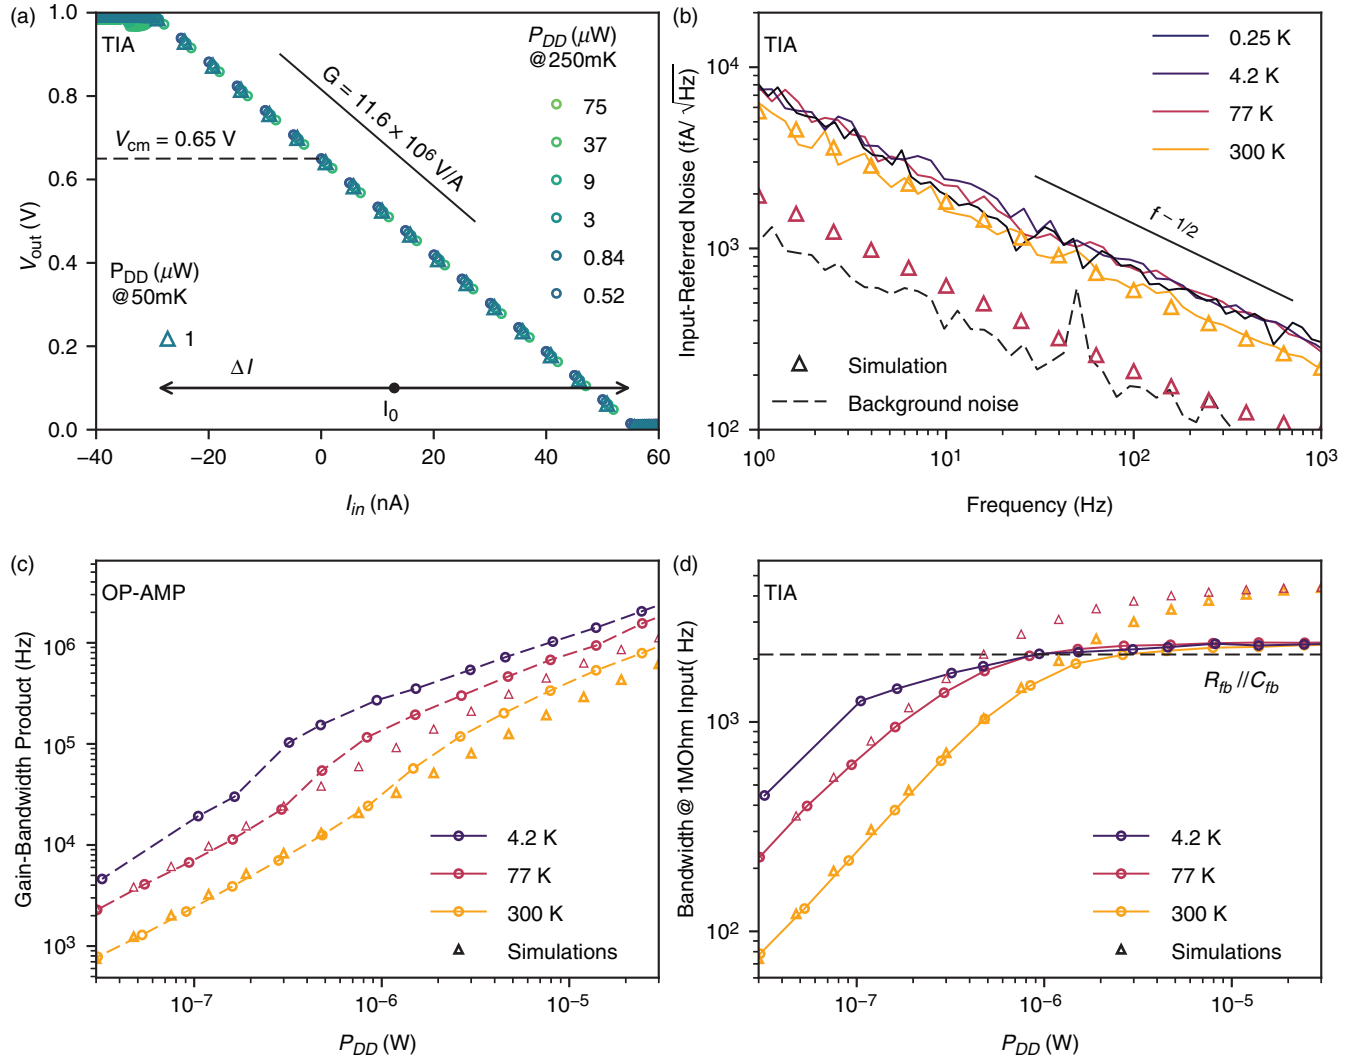 (a)
TIA
1.0
0.8
0.6
0.4
0.2
0.0
V_out (V)
V_cm = 0.65 V
G = 11.6 × 10^6 V/A
P_DD (μW)
@250mK
75
37
9
3
0.84
0.52
P_DD (μW)
@50mK
1
ΔI
I_0
−40
−20
0
20
40
60
I_in (nA)
(b)
TIA
10^4
10^3
10^2
Input-Referred Noise (fA/ √Hz)
0.25 K
4.2 K
77 K
300 K
f^−1/2
Simulation
Background noise
10^0
10^1
10^2
10^3
Frequency (Hz)
(c)
OP-AMP
10^6
10^5
10^4
10^3
Gain-Bandwidth Product (Hz)
4.2 K
77 K
300 K
Simulations
10^−7
10^−6
10^−5
P_DD (W)
(d)
TIA
10^3
10^2
Bandwidth @ 1MOhm Input( Hz)
R_fb//C_fb
4.2 K
77 K
300 K
Simulations
10^−7
10^−6
10^−5
P_DD (W)